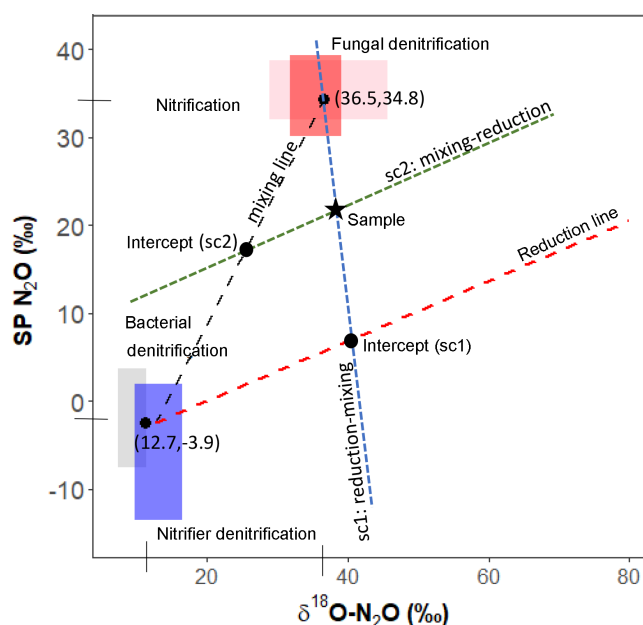 40
30
20
10
0
-10
SP N₂O (‰)
Fungal denitrification
Nitrification
(36.5,34.8)
mixing line
sc2: mixing-reduction
Sample
Intercept (sc2)
Reduction line
Bacterial
denitrification
Intercept (sc1)
sc1: reduction-mixing
(12.7,-3.9)
Nitrifier denitrification
20
40
60
80
δ¹⁸O-N₂O (‰)